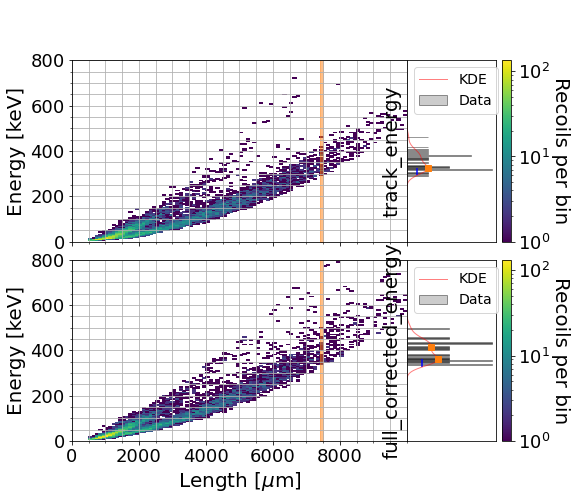 800
600
400
200
0
Energy [keV]
track_energy
KDE
Data
10²
10¹
10⁰
Recoils per bin
800
600
400
200
0
Energy [keV]
full_corrected_energy
KDE
Data
10²
10¹
10⁰
Recoils per bin
0 2000 4000 6000 8000
Length [μm]